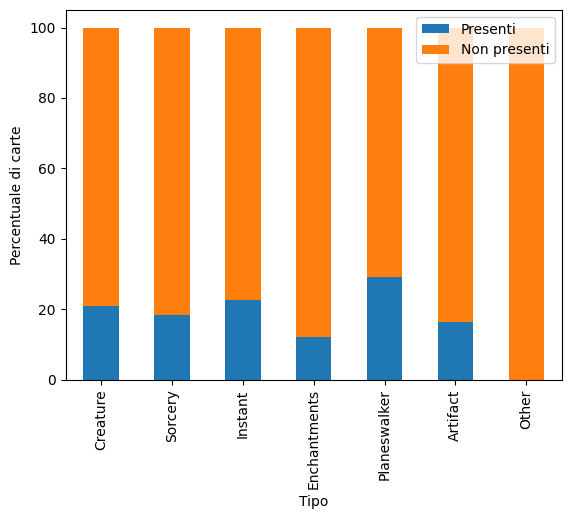 Presenti
Non presenti
Percentuale di carte
100
80
60
40
20
0
Creature
Sorcery
Instant
Enchantments
Planeswalker
Artifact
Other
Tipo